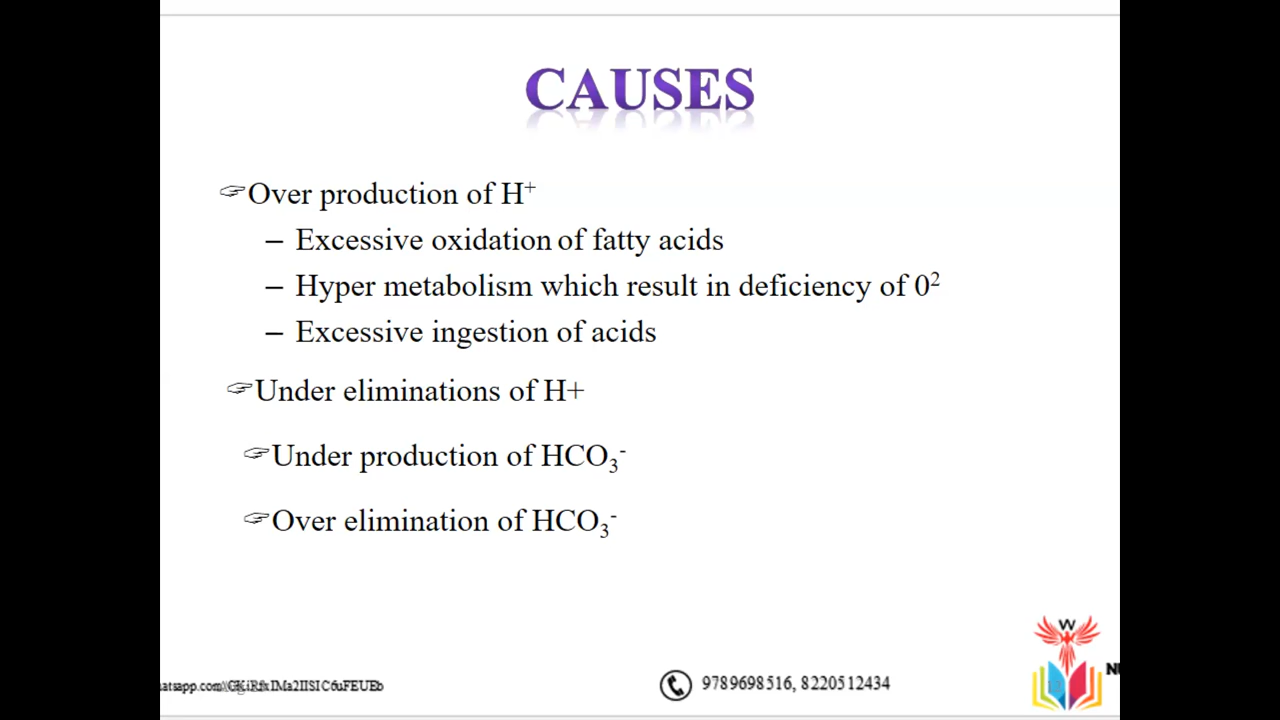 CAUSES
☞Over production of H⁺
– Excessive oxidation of fatty acids
– Hyper metabolism which result in deficiency of 0²
– Excessive ingestion of acids
☞Under eliminations of H+
☞Under production of HCO₃⁻
☞Over elimination of HCO₃⁻
9789698516, 8220512434
W